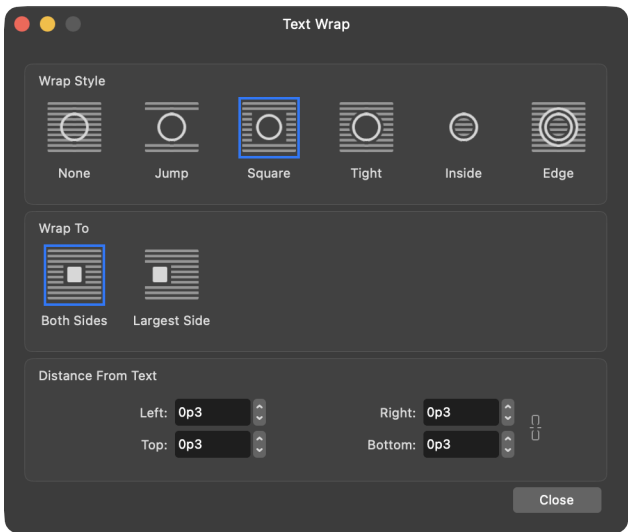 Text Wrap
Wrap Style
None Jump Square Tight Inside Edge
Wrap To
Both Sides Largest Side
Distance From Text
Left: 0p3 Right: 0p3
Top: 0p3 Bottom: 0p3
Close